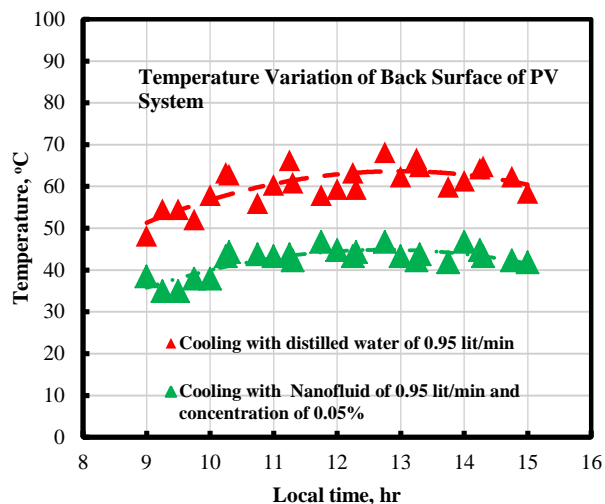 100
90
80
70
60
50
40
30
20
10
0
Temperature, °C
Temperature Variation of Back Surface of PV
System
Cooling with distilled water of 0.95 lit/min
Cooling with Nanofluid of 0.95 lit/min and
concentration of 0.05%
8 9 10 11 12 13 14 15 16
Local time, hr